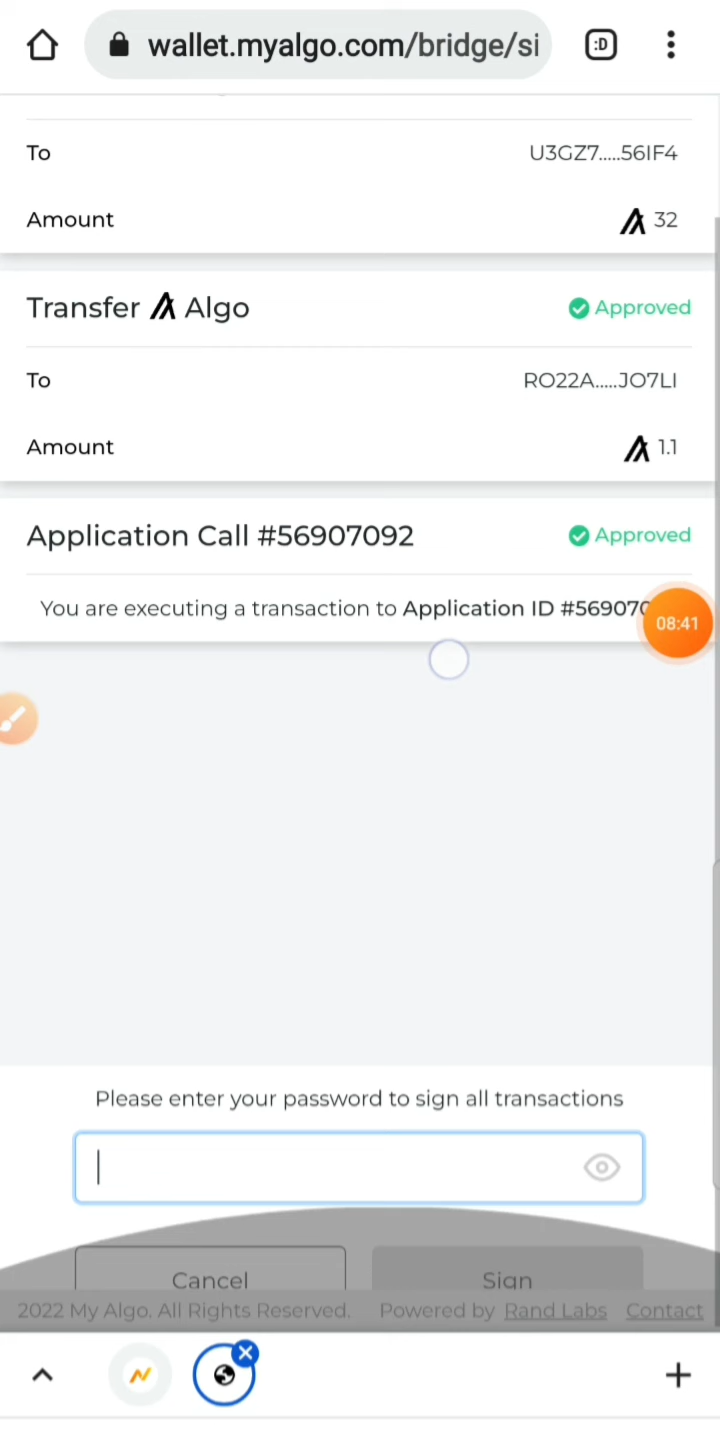 :D
wallet.myalgo.com/bridge/si
To U3GZ7.....56IF4
Amount 32
Transfer Algo Approved
To RO22A.....JO7LI
Amount 1.1
Application Call #56907092 Approved
You are executing a transaction to Application ID #569070
08:41
Please enter your password to sign all transactions
Cancel Sign
2022 My Algo. All Rights Reserved. Powered by Rand Labs Contact